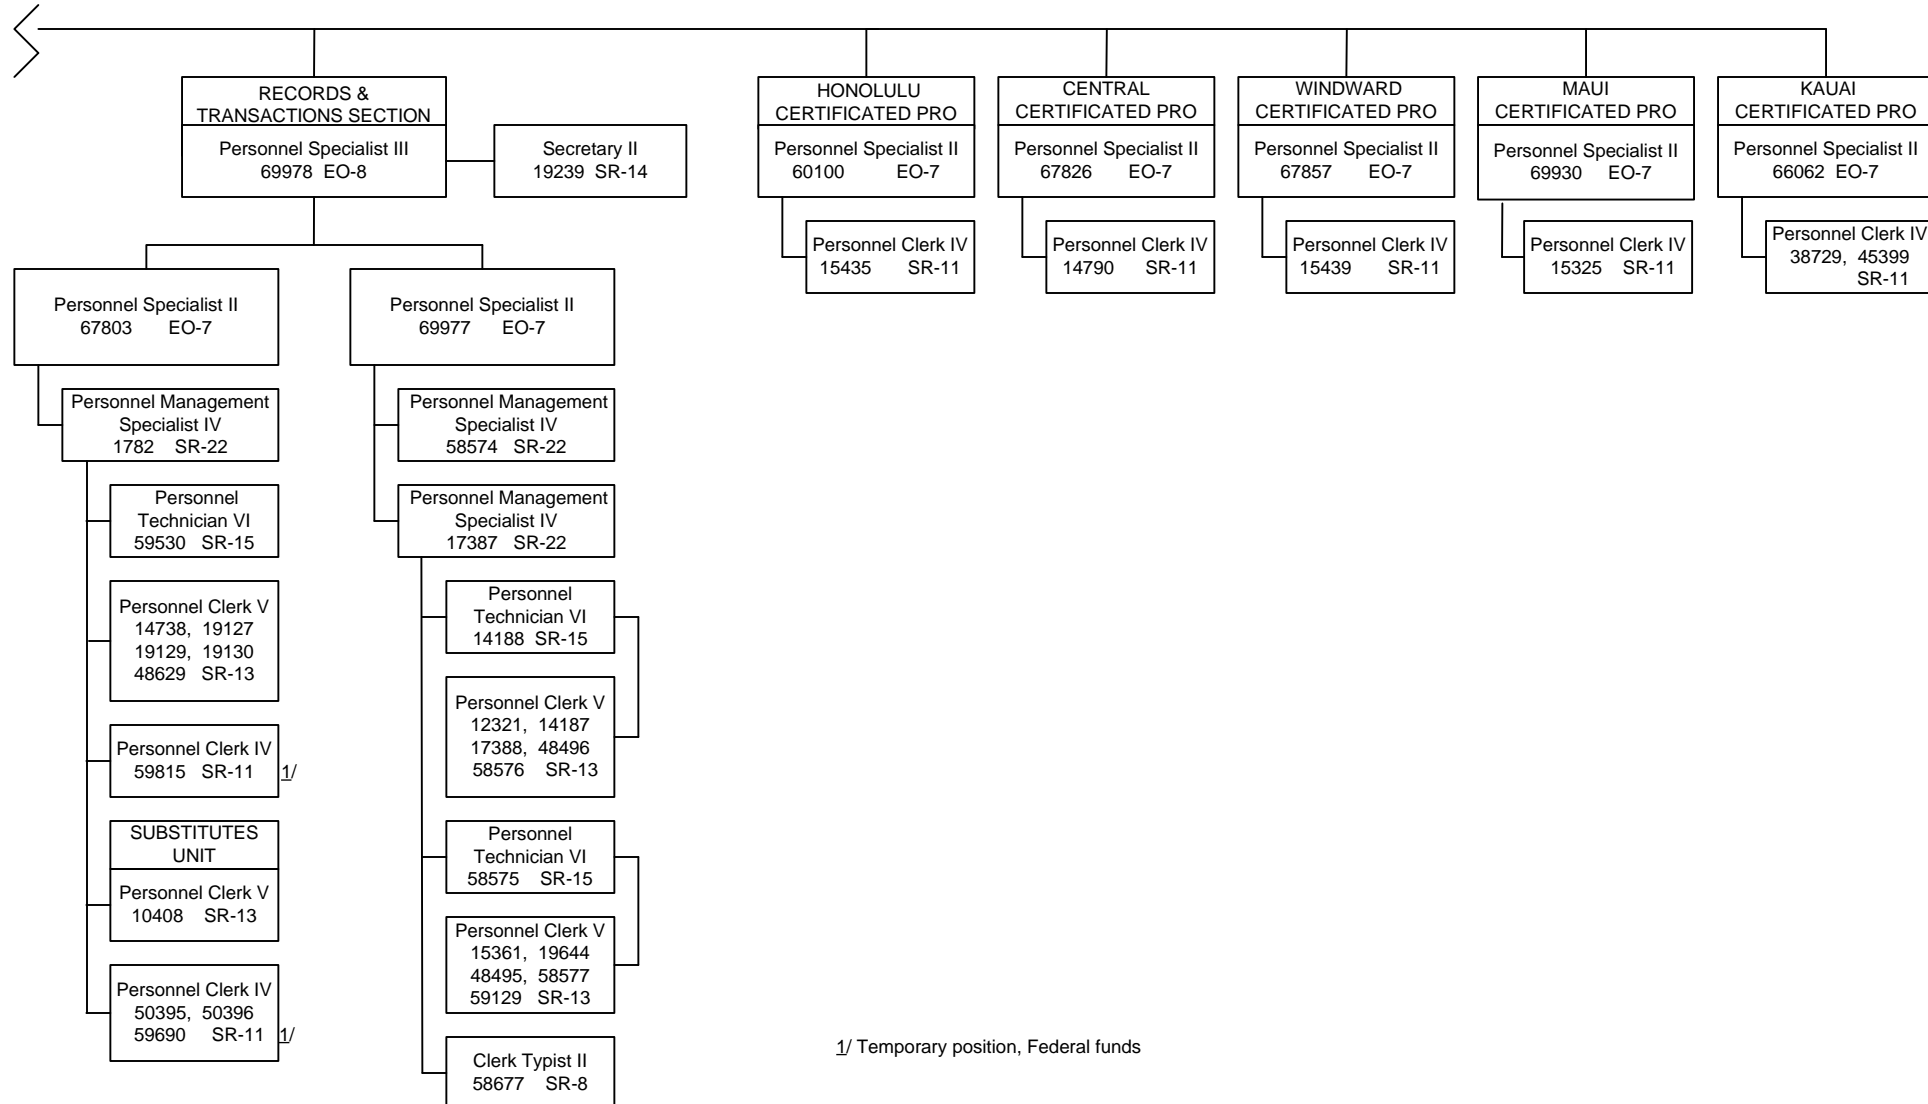 RECORDS &
TRANSACTIONS SECTION
Personnel Specialist III
69978 EO-8
Secretary II
19239 SR-14
HONOLULU
CERTIFICATED PRO
Personnel Specialist II
60100 EO-7
Personnel Clerk IV
15435 SR-11
CENTRAL
CERTIFICATED PRO
Personnel Specialist II
67826 EO-7
Personnel Clerk IV
14790 SR-11
WINDWARD
CERTIFICATED PRO
Personnel Specialist II
67857 EO-7
Personnel Clerk IV
15439 SR-11
MAUI
CERTIFICATED PRO
Personnel Specialist II
69930 EO-7
Personnel Clerk IV
15325 SR-11
KAUAI
CERTIFICATED PRO
Personnel Specialist II
66062 EO-7
Personnel Clerk IV
38729, 45399
SR-11
Personnel Specialist II
67803 EO-7
Personnel Management
Specialist IV
1782 SR-22
Personnel
Technician VI
59530 SR-15
Personnel Clerk V
14738, 19127
19129, 19130
48629 SR-13
Personnel Clerk IV
59815 SR-11 1/
SUBSTITUTES
UNIT
Personnel Clerk V
10408 SR-13
Personnel Clerk IV
50395, 50396
59690 SR-11 1/
Personnel Specialist II
69977 EO-7
Personnel Management
Specialist IV
58574 SR-22
Personnel Management
Specialist IV
17387 SR-22
Personnel
Technician VI
14188 SR-15
Personnel Clerk V
12321, 14187
17388, 48496
58576 SR-13
Personnel
Technician VI
58575 SR-15
Personnel Clerk V
15361, 19644
48495, 58577
59129 SR-13
Clerk Typist II
58677 SR-8
1/ Temporary position, Federal funds